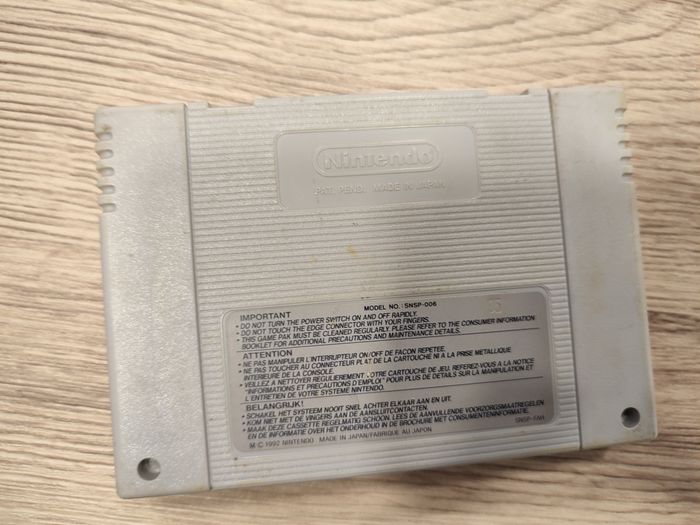 Nintendo
PAT. PEND. MADE IN JAPAN
MODEL NO.: SNSP-006
IMPORTANT
• DO NOT TURN THE POWER SWITCH ON AND OFF RAPIDLY.
• DO NOT TOUCH THE EDGE CONNECTOR WITH YOUR FINGERS.
• THIS GAME PAK MUST BE CLEANED REGULARLY. PLEASE REFER TO THE CONSUMER INFORMATION
BOOKLET FOR ADDITIONAL PRECAUTIONS AND MAINTENANCE DETAILS.
ATTENTION
• NE PAS MANIPULER L'INTERRUPTEUR ON/OFF DE FACON REPETEE.
• NE PAS TOUCHER AU CONNECTEUR PLAT DE LA CARTOUCHE NI A LA PRISE METALLIQUE
INTERIEURE DE LA CONSOLE.
• VEILLEZ A NETTOYER REGULIEREMENT VOTRE CARTOUCHE DE JEU. REFEREZ-VOUS A LA NOTICE
"INFORMATIONS ET PRECAUTIONS D'EMPLOI" POUR PLUS DE DETAILS SUR LA MANIPULATION ET
L'ENTRETIEN DE VOTRE SYSTEME NINTENDO.
BELANGRIJK!
• SCHAKEL HET SYSTEEM NOOIT SNEL ACHTER ELKAAR AAN EN UIT.
• KOM NIET MET DE VINGERS AAN DE AANSLUITCONTACTEN.
• MAAK DEZE CASSETTE REGELMATIG SCHOON. LEES DE AANVULLENDE VOORZORGSMAATREGELEN
EN DE INFORMATIE OVER HET ONDERHOUD IN DE BROCHURE MET CONSUMENTENINFORMATIE.
M © 1992 NINTENDO MADE IN JAPAN/FABRIQUE AU JAPON
SNSP-FAH